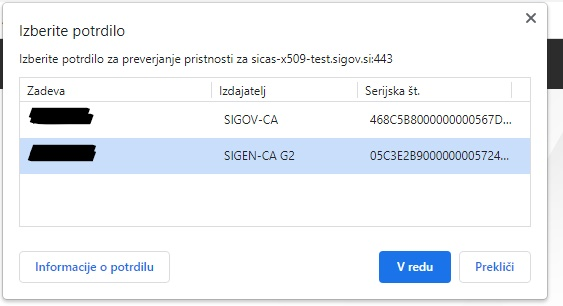 Izberite potrdilo
Izberite potrdilo za preverjanje pristnosti za sicas-x509-test.sigov.si:443
Zadeva Izdajatelj Serijska št.
SIGOV-CA 468C5B8000000000567D...
SIGEN-CA G2 05C3E2B9000000005724...
Informacije o potrdilu V redu Prekliči